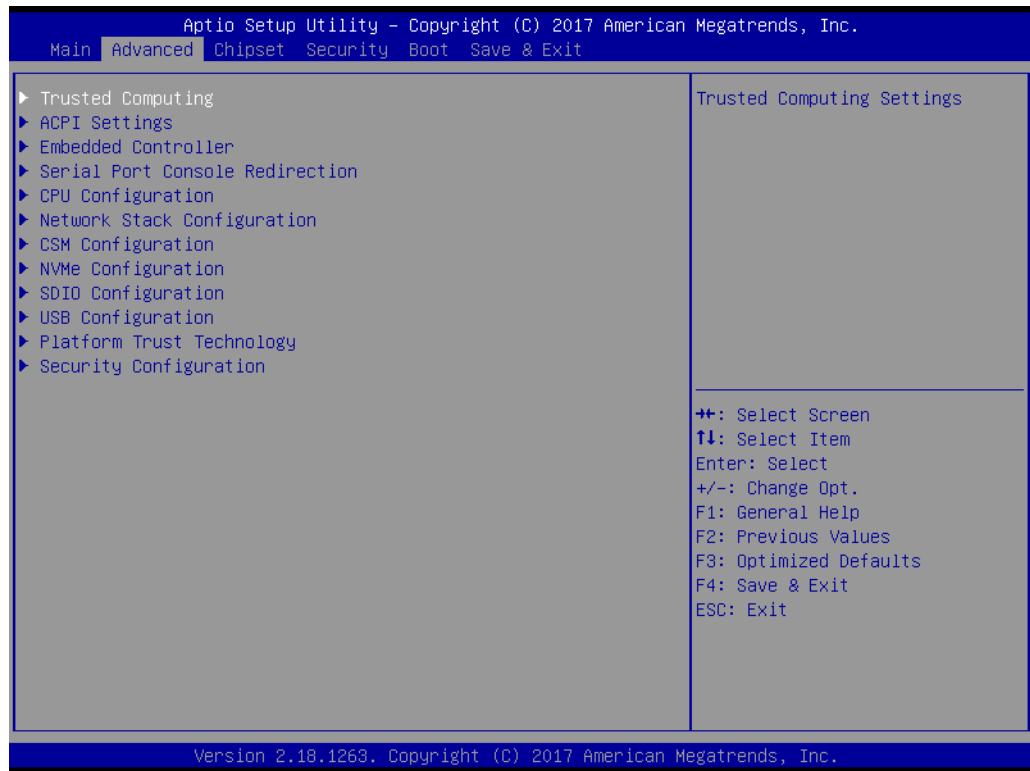 Aptio Setup Utility – Copyright (C) 2017 American Megatrends, Inc.
Main Advanced Chipset Security Boot Save & Exit
▶ Trusted Computing
▶ ACPI Settings
▶ Embedded Controller
▶ Serial Port Console Redirection
▶ CPU Configuration
▶ Network Stack Configuration
▶ CSM Configuration
▶ NVMe Configuration
▶ SDIO Configuration
▶ USB Configuration
▶ Platform Trust Technology
▶ Security Configuration
Trusted Computing Settings
→←: Select Screen
↑↓: Select Item
Enter: Select
+/-: Change Opt.
F1: General Help
F2: Previous Values
F3: Optimized Defaults
F4: Save & Exit
ESC: Exit
Version 2.18.1263. Copyright (C) 2017 American Megatrends, Inc.